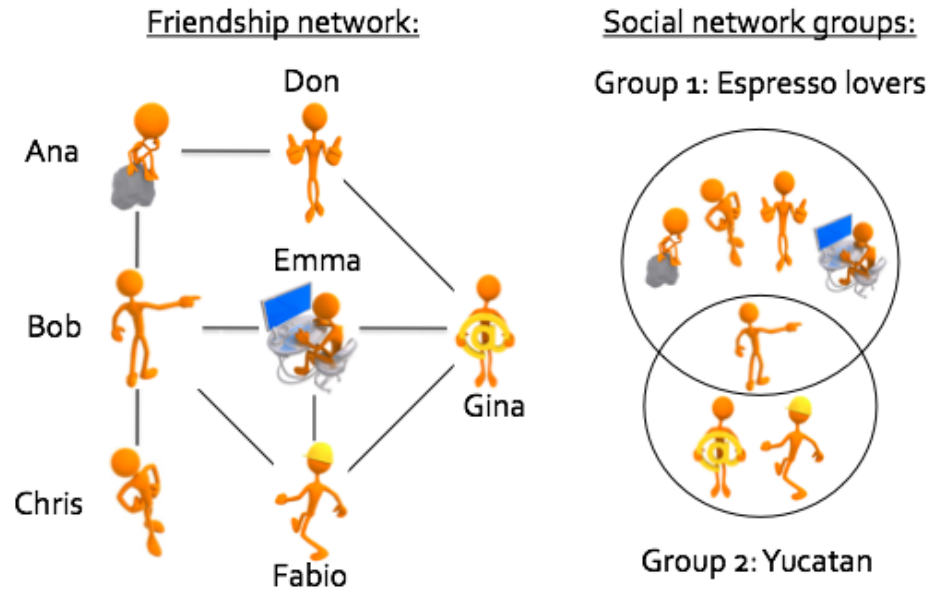 Friendship network:
Social network groups:
Don
Group 1: Espresso lovers
Ana
Emma
Bob
Gina
Chris
Group 2: Yucatan
Fabio